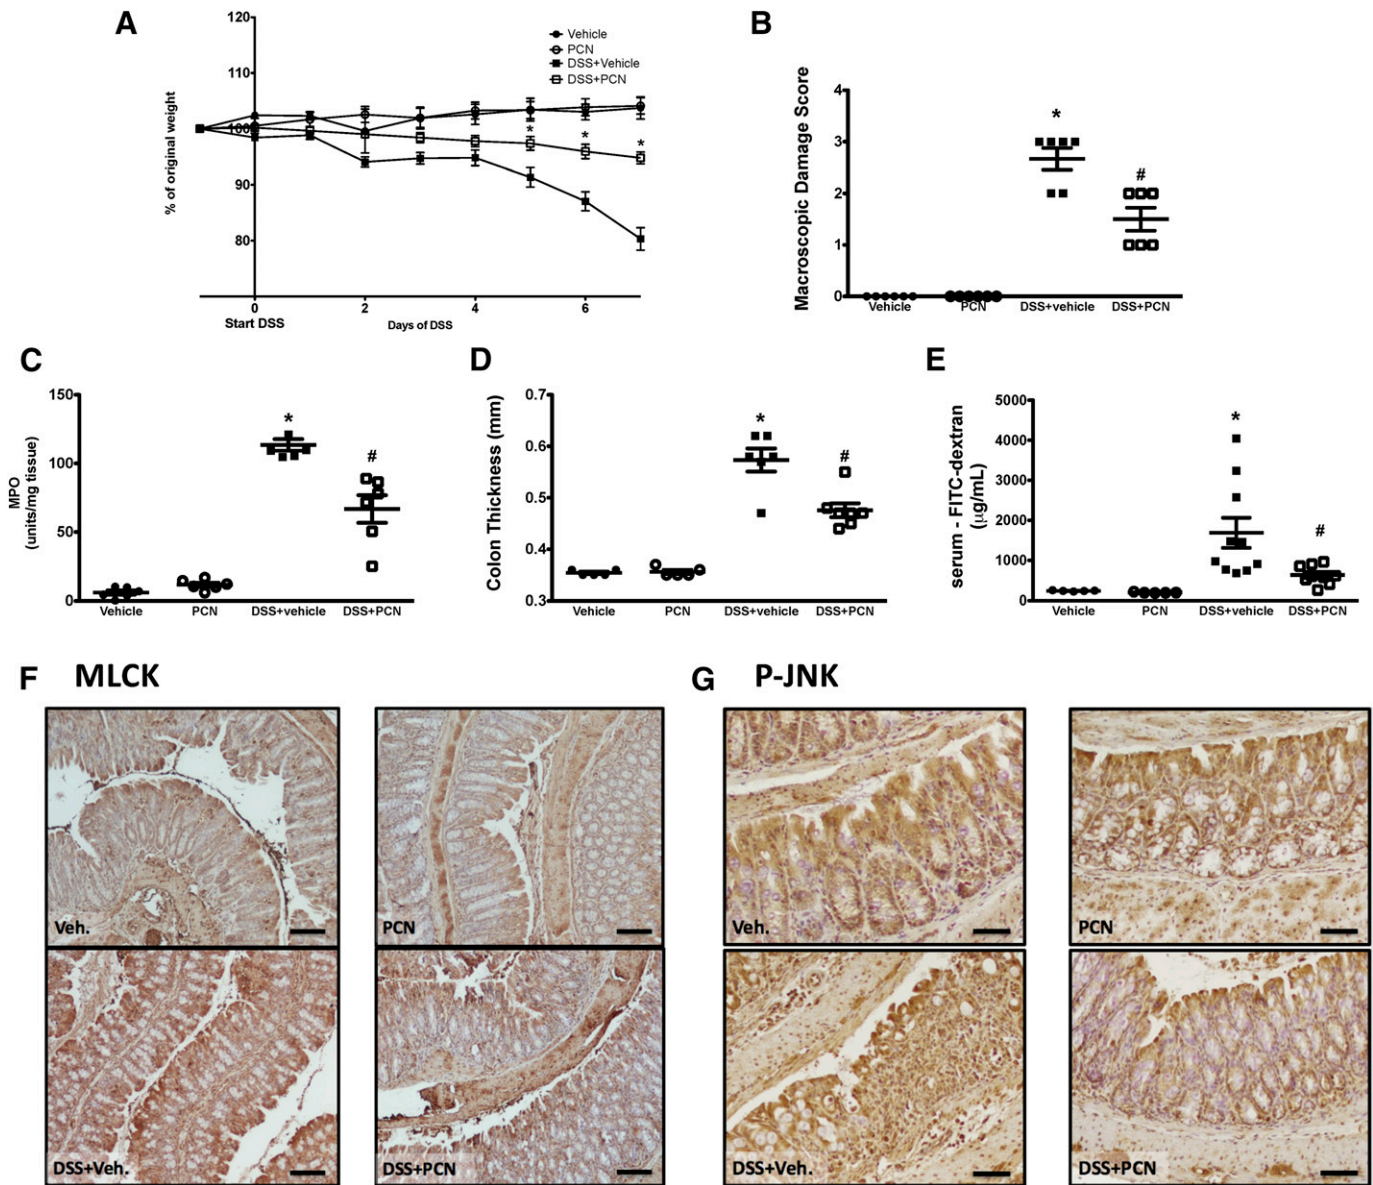 A
120
110
100
90
80
% of original weight
Vehicle
PCN
DSS+Vehicle
DSS+PCN
* * *
0 2 4 6
Start DSS
Days of DSS
B
Macroscopic Damage Score
4
3
2
1
0
*
#
Vehicle PCN DSS+vehicle DSS+PCN
C
MPO
(units/mg tissue)
150
100
50
0
*
#
Vehicle PCN DSS+vehicle DSS+PCN
D
Colon Thickness (mm)
0.7
0.6
0.5
0.4
0.3
*
#
Vehicle PCN DSS+vehicle DSS+PCN
E
serum - FITC-dextran
(µg/mL)
5000
4000
3000
2000
1000
0
*
#
Vehicle PCN DSS+vehicle DSS+PCN
F MLCK
Veh.
PCN
DSS+Veh.
DSS+PCN
G P-JNK
Veh.
PCN
DSS+Veh.
DSS+PCN